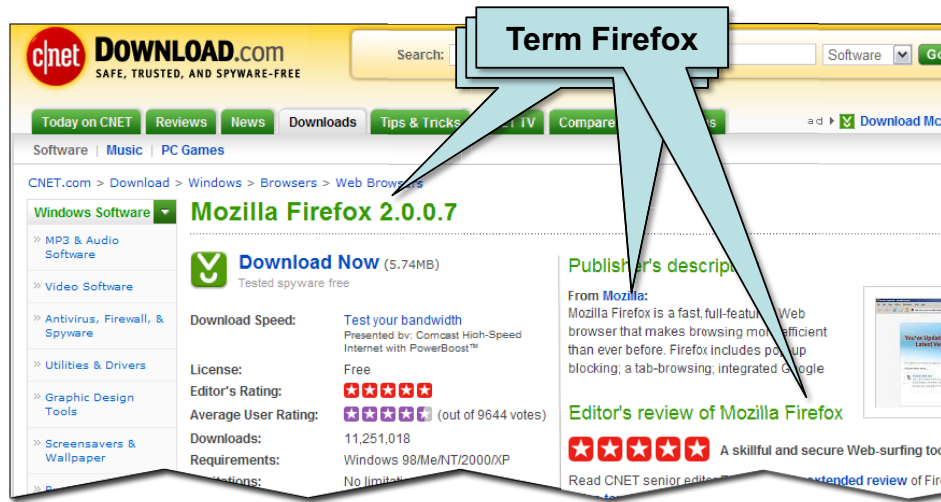 Term Firefox
c|net DOWNLOAD.com
SAFE, TRUSTED, AND SPYWARE-FREE
Search:
Software
Today on CNET Reviews News Downloads Tips & Tricks TV Compare
ad Download
Software | Music | PC Games
CNET.com > Download > Windows > Browsers > Web Browsers
Windows Software
» MP3 & Audio Software
» Video Software
» Antivirus, Firewall, & Spyware
» Utilities & Drivers
» Graphic Design Tools
» Screensavers & Wallpaper
Mozilla Firefox 2.0.0.7
Download Now (5.74MB)
Tested spyware free
Download Speed: Test your bandwidth
Presented by: Comcast High-Speed
Internet with PowerBoost™
License: Free
Editor's Rating:
Average User Rating: (out of 9644 votes)
Downloads: 11,251,018
Requirements: Windows 98/Me/NT/2000/XP
No
Publisher's
From Mozilla:
Mozilla Firefox is a fast, full-featured Web
browser that makes browsing more efficient
than ever before. Firefox includes pop-up
blocking; a tab-browsing; integrated Google
Editor's review of Mozilla Firefox
A skillful and secure Web-surfing
Read CNET senior editor extended review of